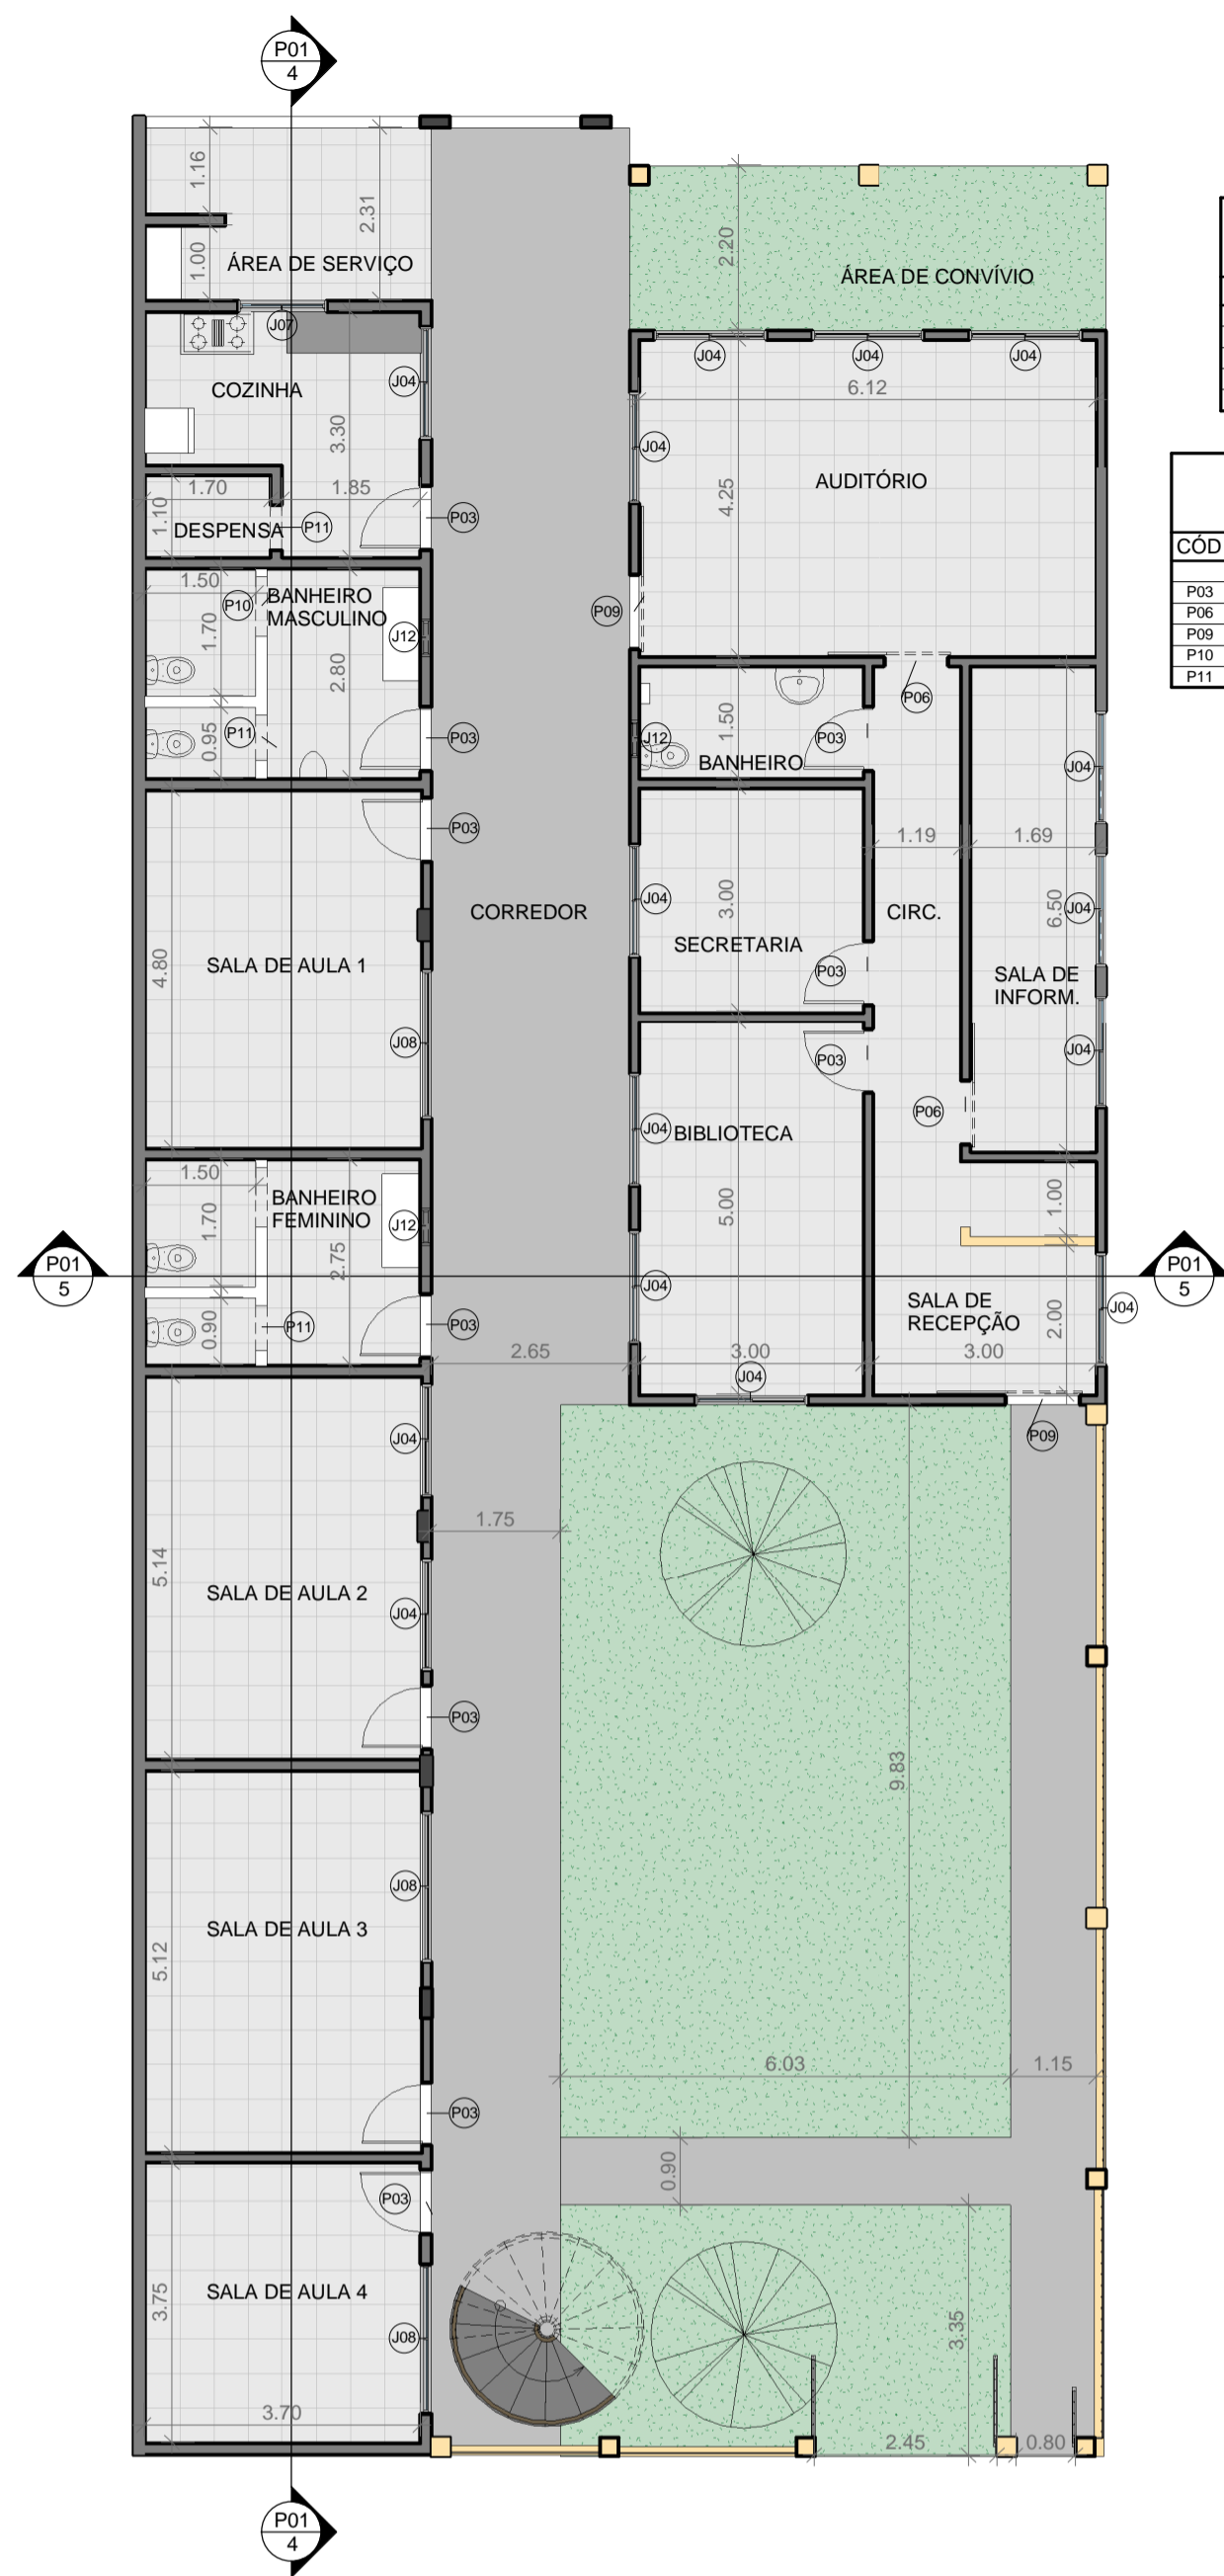 P01
4
1.16
2.31
1.00
ÁREA DE SERVIÇO
2.20
ÁREA DE CONVÍVIO
J07
J04
J04
J04
J04
COZINHA
6.12
3.30
J04
4.25
AUDITÓRIO
1.70
1.85
1.10
DESPENSA
P11
P03
CÓD
P03
P06
P09
P10
P11
1.50
P10
BANHEIRO
MASCULINO
1.70
J12
2.80
P09
P06
P11
0.95
P03
J12
1.50
P03
BANHEIRO
J04
P03
1.19
1.69
4.80
SALA DE AULA 1
CORREDOR
J04
3.00
SECRETARIA
CIRC.
6.50
J04
P03
SALA DE
INFORM.
J08
P03
J04
P06
J04
BIBLIOTECA
1.50
BANHEIRO
FEMININO
1.70
J12
2.75
5.00
1.00
P01
5
P01
5
J04
0.90
P11
P03
SALA DE
RECEPÇÃO
2.00
J04
2.65
3.00
3.00
J04
J04
P09
1.75
5.14
SALA DE AULA 2
J04
P03
9.83
J08
SALA DE AULA 3
5.12
6.03
1.15
P03
0.90
P03
3.75
SALA DE AULA 4
J08
3.35
3.70
2.45
0.80
P01
4